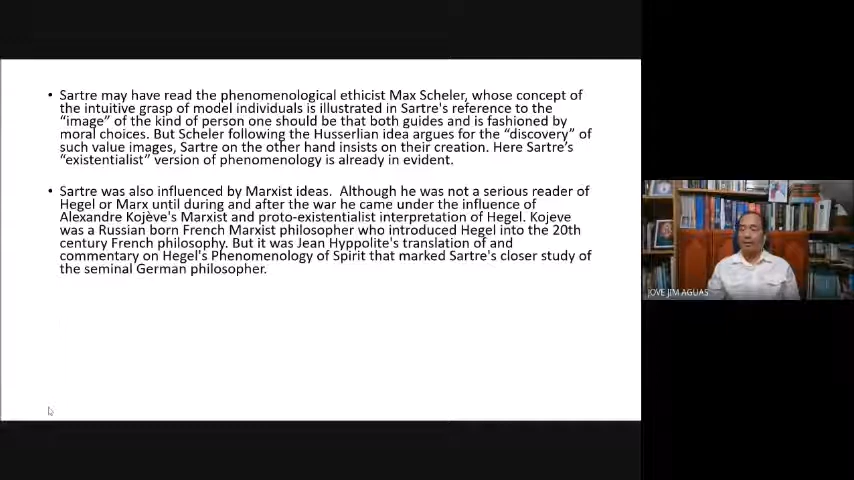 • Sartre may have read the phenomenological ethicist Max Scheler, whose concept of
the intuitive grasp of model individuals is illustrated in Sartre's reference to the
“image” of the kind of person one should be that both guides and is fashioned by
moral choices. But Scheler following the Husserlian idea argues for the “discovery” of
such value images, Sartre on the other hand insists on their creation. Here Sartre’s
“existentialist” version of phenomenology is already in evident.
• Sartre was also influenced by Marxist ideas. Although he was not a serious reader of
Hegel or Marx until during and after the war he came under the influence of
Alexandre Kojève's Marxist and proto-existentialist interpretation of Hegel. Kojeve
was a Russian born French Marxist philosopher who introduced Hegel into the 20th
century French philosophy. But it was Jean Hyppolite's translation of and
commentary on Hegel's Phenomenology of Spirit that marked Sartre's closer study of
the seminal German philosopher.
JOVE JIM AGUAS